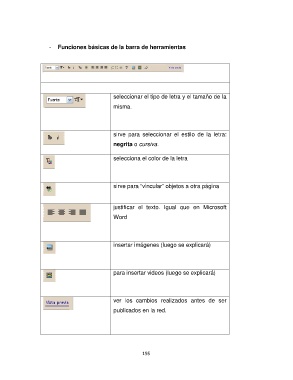 - Funciones básicas de la barra de herramientas
Fuente
seleccionar el tipo de letra y el tamaño de la
misma.
b i
sirve para seleccionar el estilo de la letra:
negrita o cursiva
selecciona el color de la letra
sirve para "vincular" objetos a otra página
justificar el texto. Igual que en Microsoft
Word
insertar imágenes (luego se explicará)
para insertar videos (luego se explicará)
Vista previa
ver los cambios realizados antes de ser
publicados en la red.